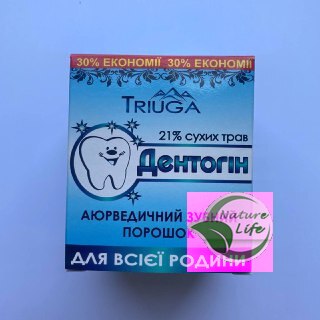 30% ЕКОНОМІЇ 30% ЕКОНОМІЇ
TRIUGA
21% сухих трав
Дентогін
АЮРВЕДИЧНИЙ
ПОРОШОК
ДЛЯ ВСІЄЇ РОДИНИ
Nature
Life